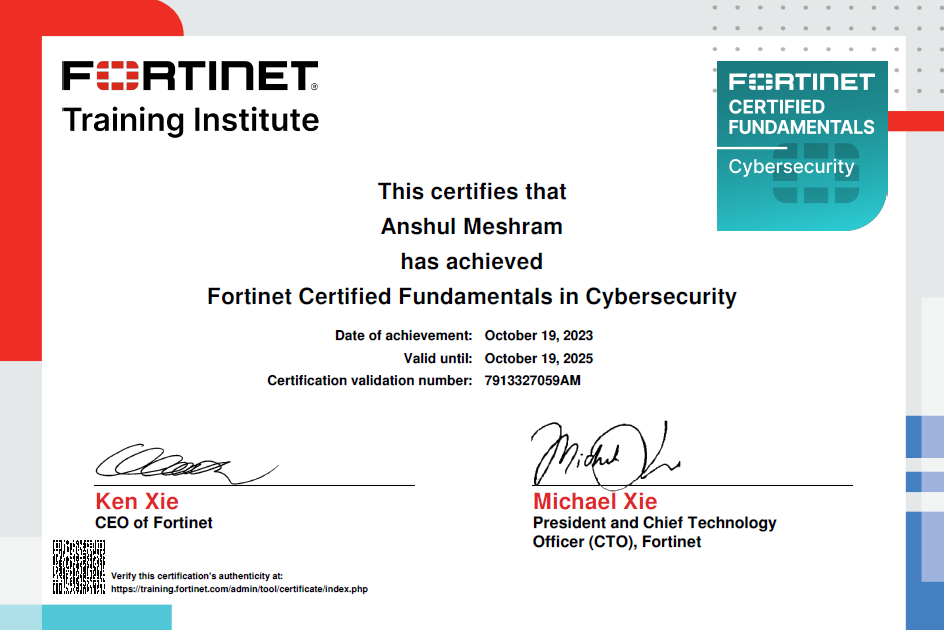 FORTINET®
Training Institute
FORTINET
CERTIFIED
FUNDAMENTALS
Cybersecurity
This certifies that
Anshul Meshram
has achieved
Fortinet Certified Fundamentals in Cybersecurity
Date of achievement: October 19, 2023
Valid until: October 19, 2025
Certification validation number: 7913327059AM
Ken Xie
CEO of Fortinet
Michael Xie
President and Chief Technology
Officer (CTO), Fortinet
Verify this certification's authenticity at:
https://training.fortinet.com/admin/tool/certificate/index.php